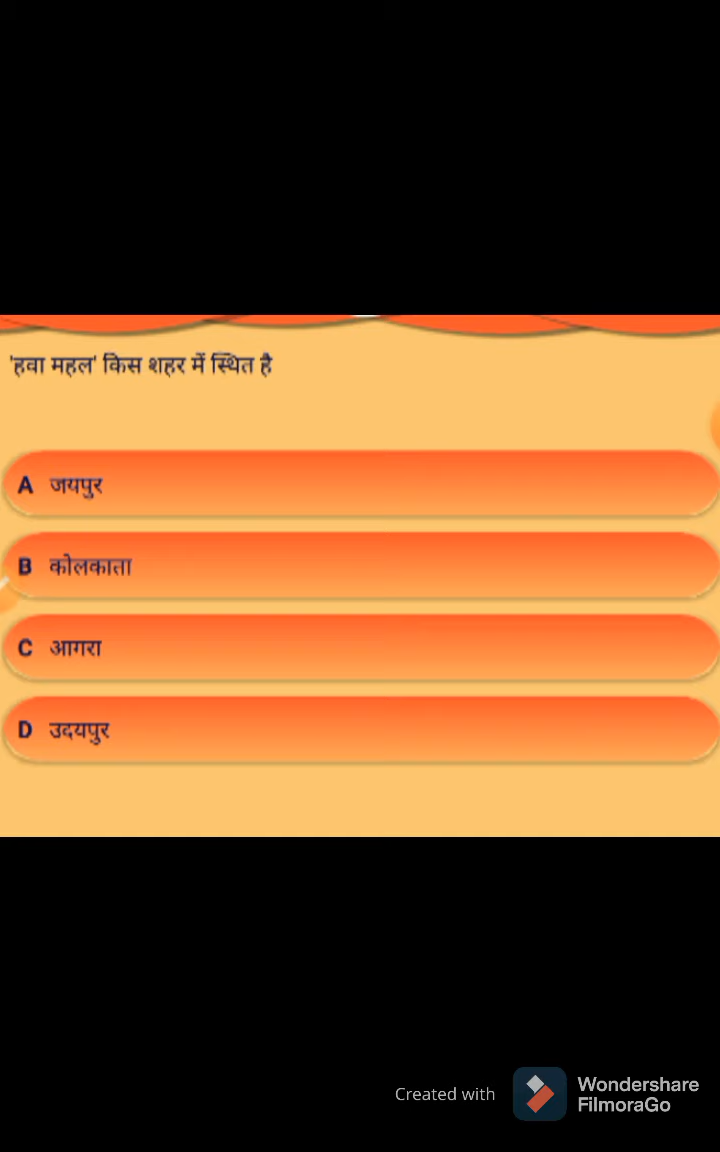 'हवा महल' किस शहर में स्थित है
A जयपुर
B कोलकाता
C आगरा
D उदयपुर
Created with
Wondershare
FilmoraGo